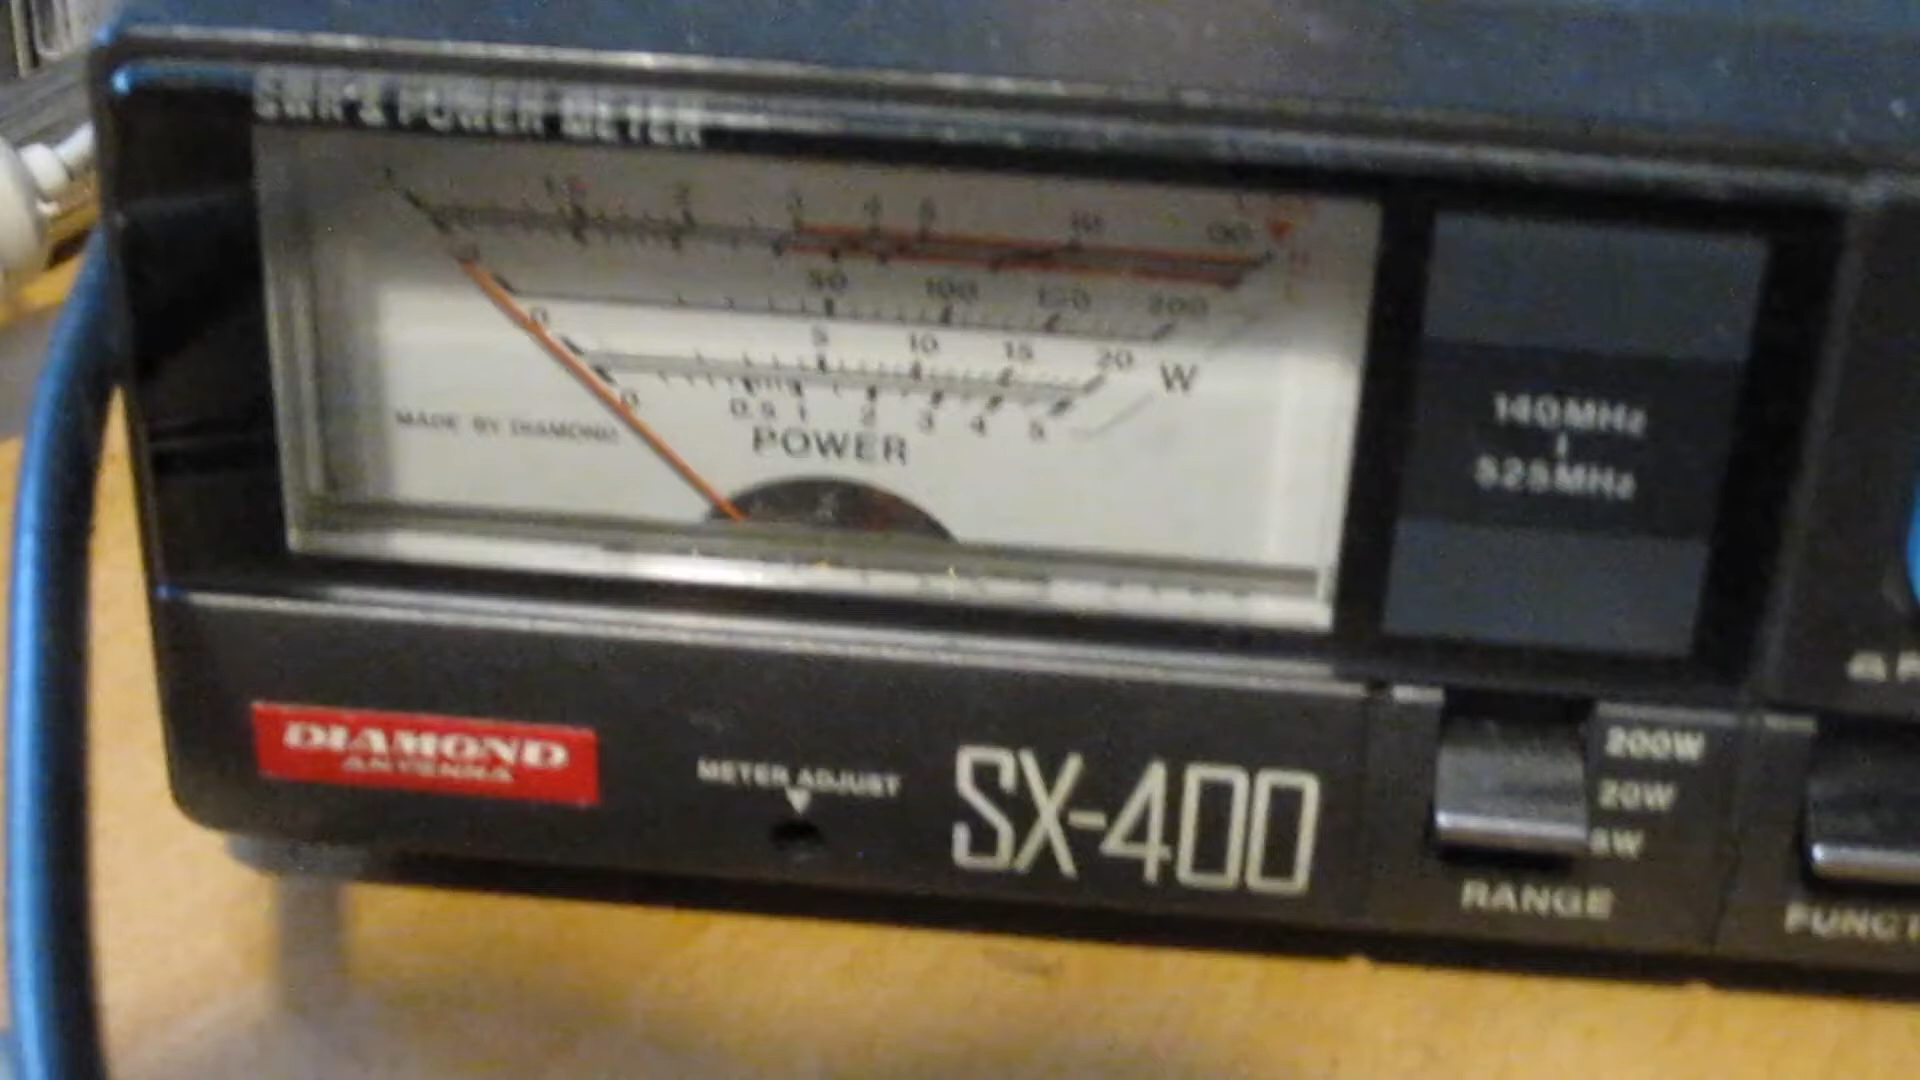 SWR & POWER METER
1 1.5 2 3 4 5 10 ∞
50 100 150 200
0 5 10 15 20 W
0 0.5 1 2 3 4 5
MADE BY DIAMOND
POWER
140MHz
525MHz
DIAMOND
ANTENNA
METER ADJUST
SX-400
200W
20W
5W
RANGE
FUNCT